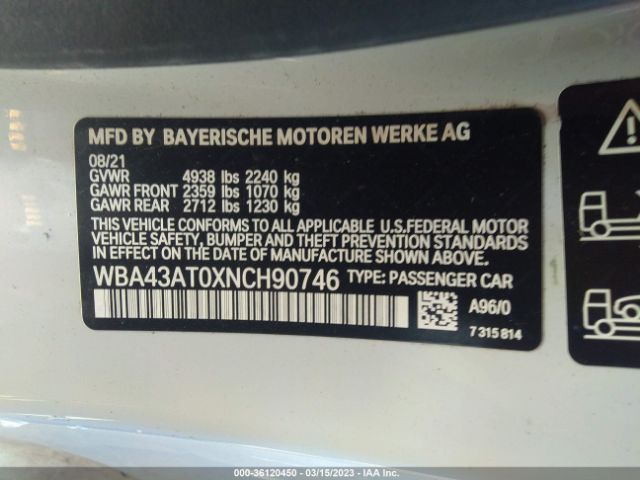 MFD BY BAYERISCHE MOTOREN WERKE AG
08/21
GVWR 4938 lbs 2240 kg
GAWR FRONT 2359 lbs 1070 kg
GAWR REAR 2712 lbs 1230 kg
THIS VEHICLE CONFORMS TO ALL APPLICABLE U.S.FEDERAL MOTOR
VEHICLE SAFETY, BUMPER AND THEFT PREVENTION STANDARDS
IN EFFECT ON THE DATE OF MANUFACTURE SHOWN ABOVE.
WBA43AT0XNCH90746 TYPE: PASSENGER CAR
A96/0
7 315 814
000-36120450 | 03/15/2023 | IAAI.COM